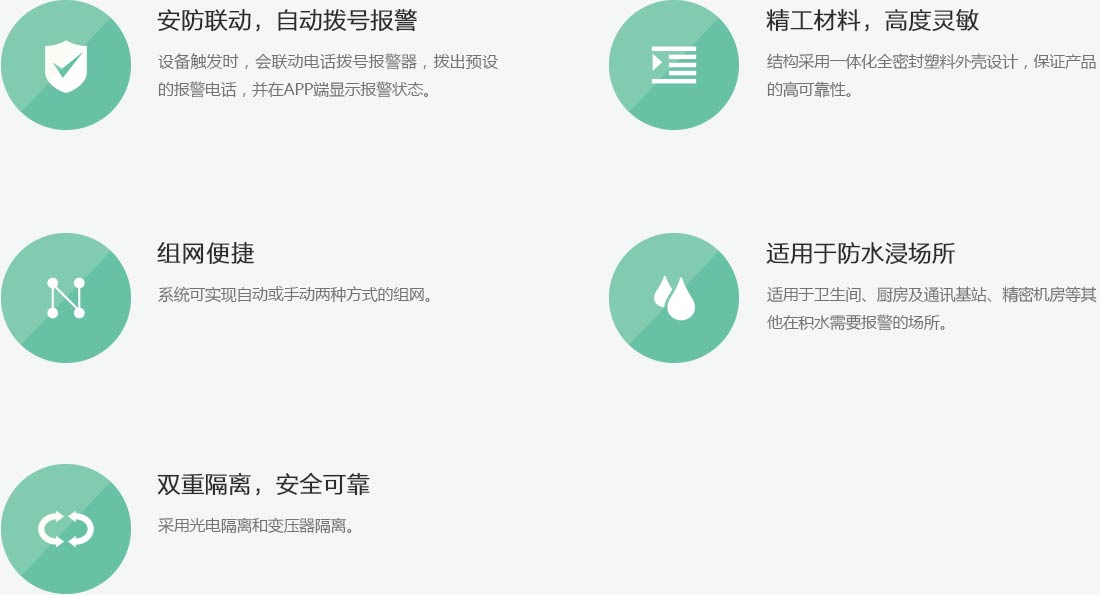 安防联动，自动拨号报警
设备触发时，会联动电话拨号报警器，拨出预设
的报警电话，并在APP端显示报警状态。
精工材料，高度灵敏
结构采用一体化全密封塑料外壳设计，保证产品
的高可靠性。
组网便捷
系统可实现自动或手动两种方式的组网。
适用于防水浸场所
适用于卫生间、厨房及通讯基站、精密机房等其
他在积水需要报警的场所。
双重隔离，安全可靠
采用光电隔离和变压器隔离。